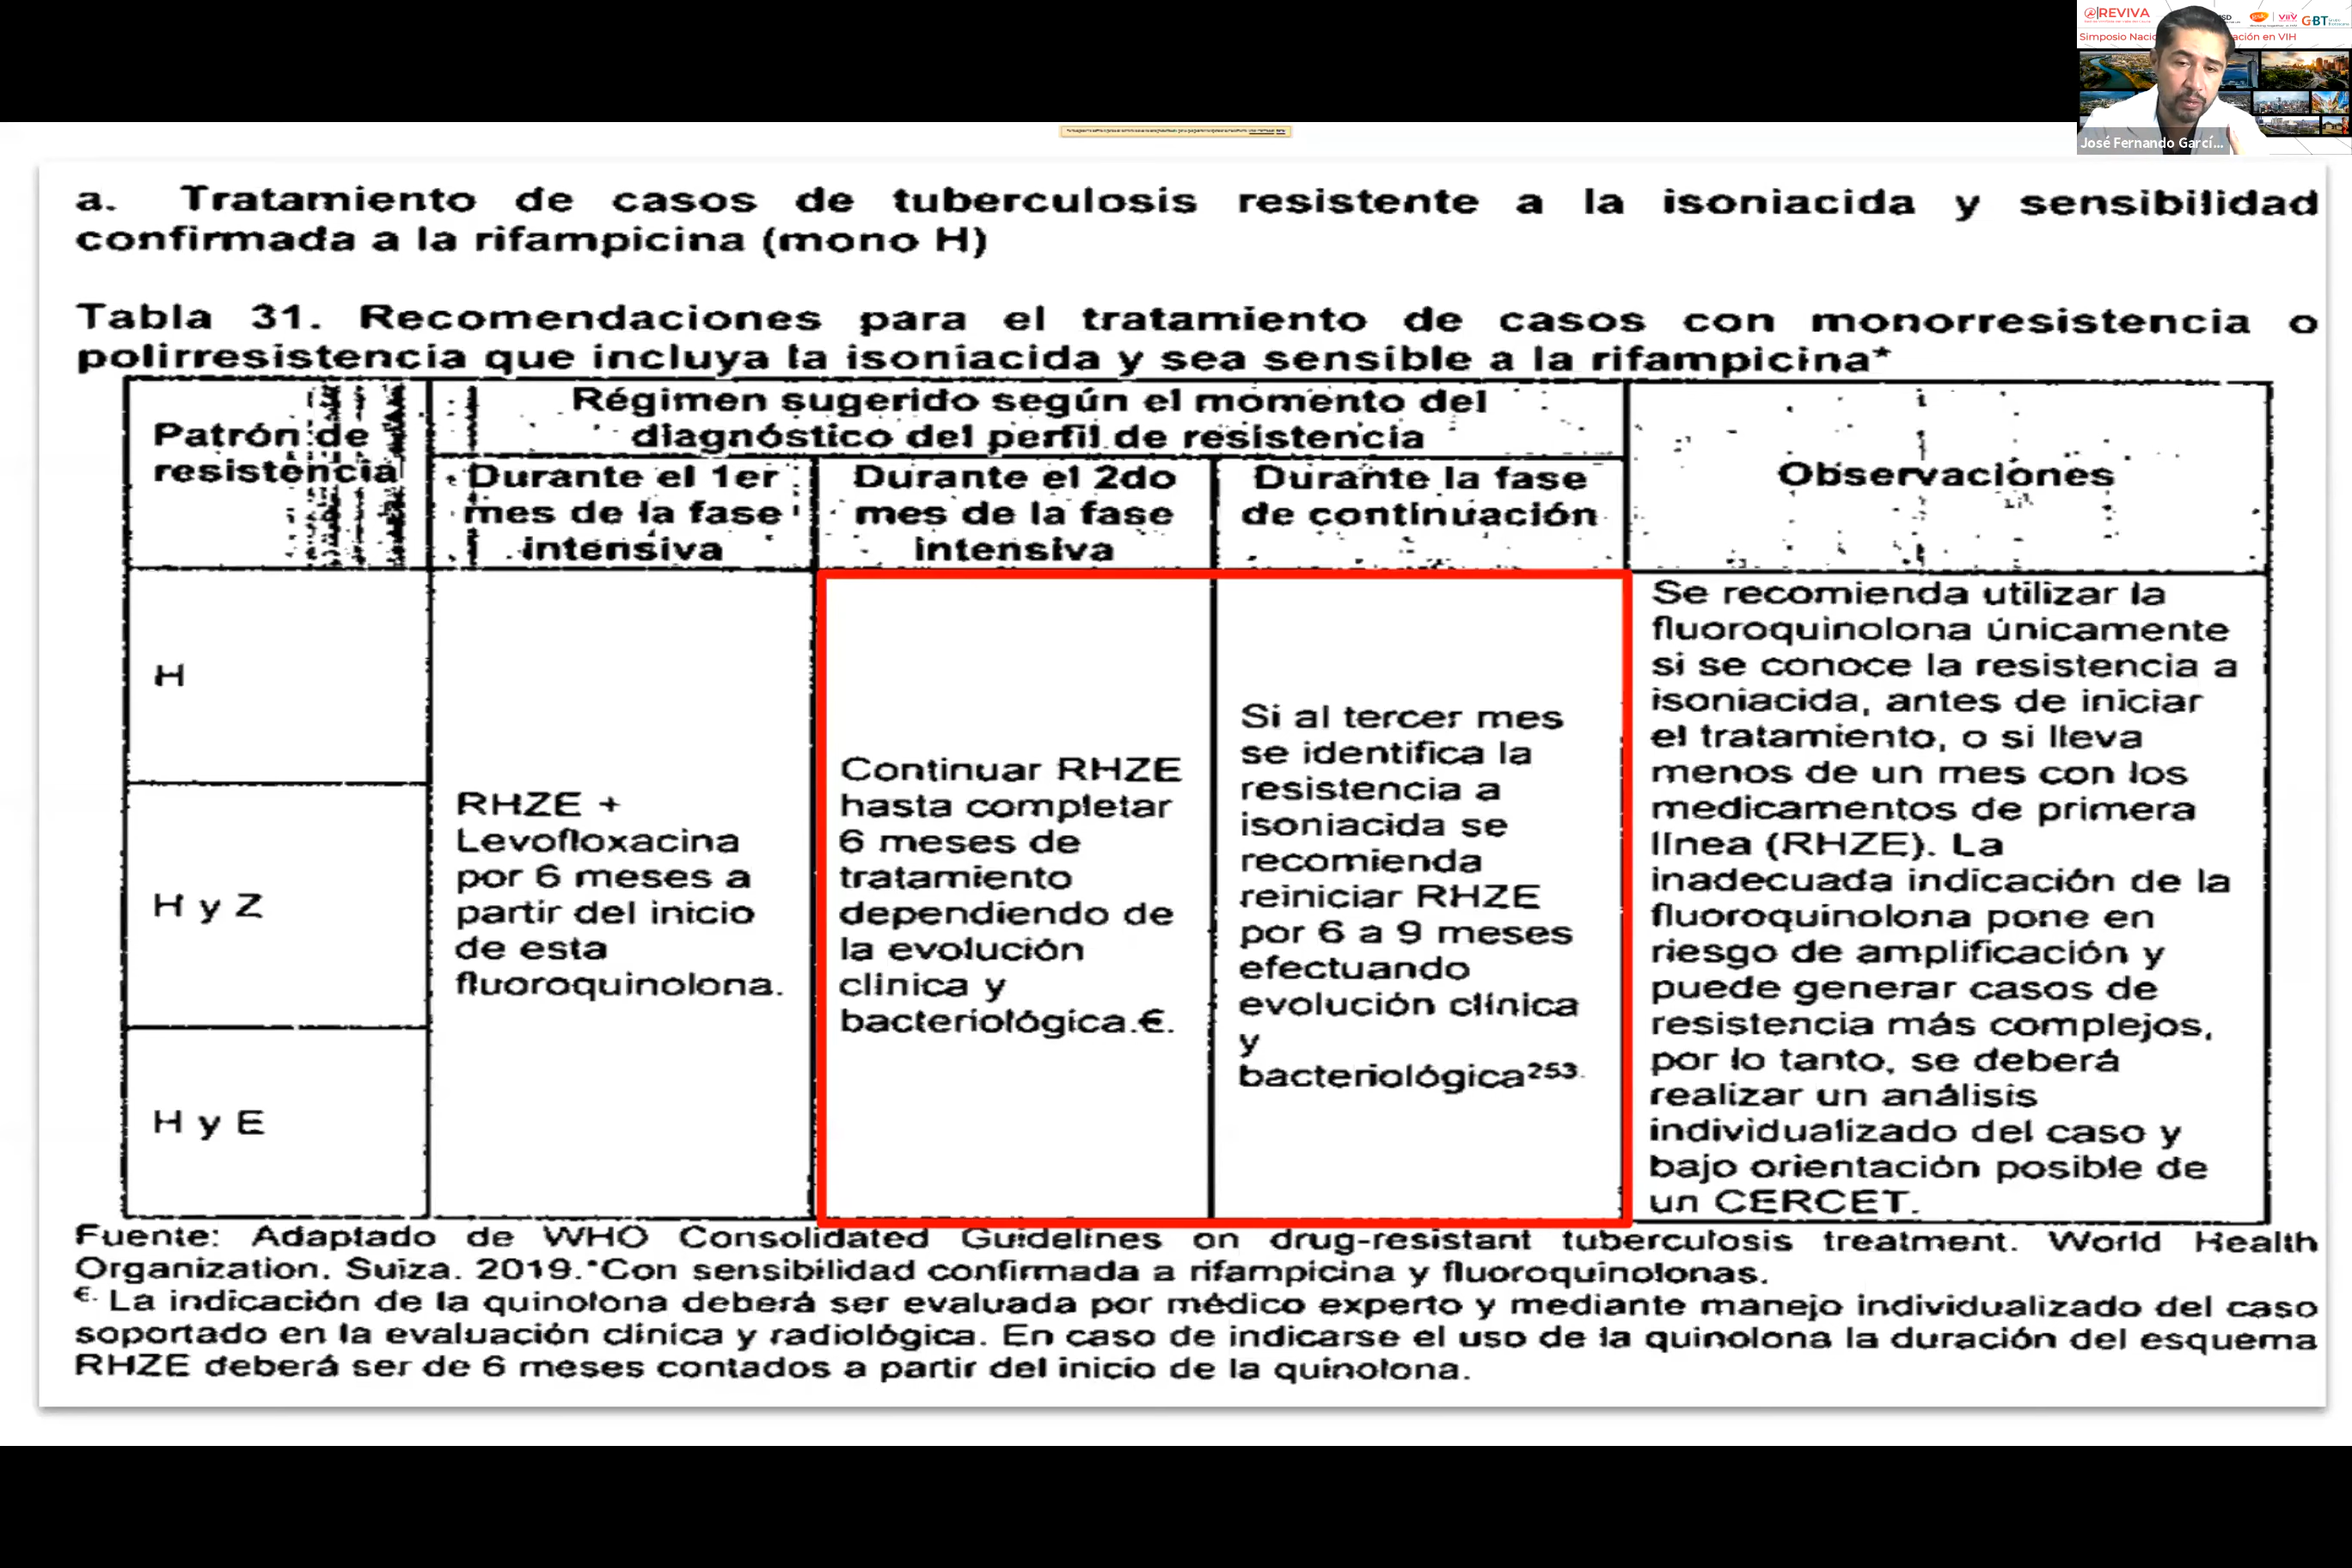 REVIVA
GBT
Simposio Nacio
ación en VIH
José Fernando Garcí...
a. Tratamiento de casos de tuberculosis resistente a la isoniacida y sensibilidad
confirmada a la rifampicina (mono H)
Tabla 31. Recomendaciones para el tratamiento de casos con monorresistencia o
polirresistencia que incluya la isoniacida y sea sensible a la rifampicina*
Patrón de
resistencia
Régimen sugerido según el momento del
diagnóstico del perfil de resistencia
Durante el 1er
mes de la fase
intensiva
Durante el 2do
mes de la fase
intensiva
Durante la fase
de continuación
Observaciones
H
H y Z
H y E
RHZE +
Levofloxacina
por 6 meses a
partir del inicio
de esta
fluoroquinolona.
Continuar RHZE
hasta completar
6 meses de
tratamiento
dependiendo de
la evolución
clínica y
bacteriológica.€.
Si al tercer mes
se identifica la
resistencia a
isoniacida se
recomienda
reiniciar RHZE
por 6 a 9 meses
efectuando
evolución clínica
y
bacteriológica²⁵³.
Se recomienda utilizar la
fluoroquinolona únicamente
si se conoce la resistencia a
isoniacida, antes de iniciar
el tratamiento, o si lleva
menos de un mes con los
medicamentos de primera
línea (RHZE). La
inadecuada indicación de la
fluoroquinolona pone en
riesgo de amplificación y
puede generar casos de
resistencia más complejos,
por lo tanto, se deberá
realizar un análisis
individualizado del caso y
bajo orientación posible de
un CERCET.
Fuente: Adaptado de WHO Consolidated Guidelines on drug-resistant tuberculosis treatment. World Health
Organization. Suiza. 2019.*Con sensibilidad confirmada a rifampicina y fluoroquinolonas.
€. La indicación de la quinolona deberá ser evaluada por médico experto y mediante manejo individualizado del caso
soportado en la evaluación clínica y radiológica. En caso de indicarse el uso de la quinolona la duración del esquema
RHZE deberá ser de 6 meses contados a partir del inicio de la quinolona.